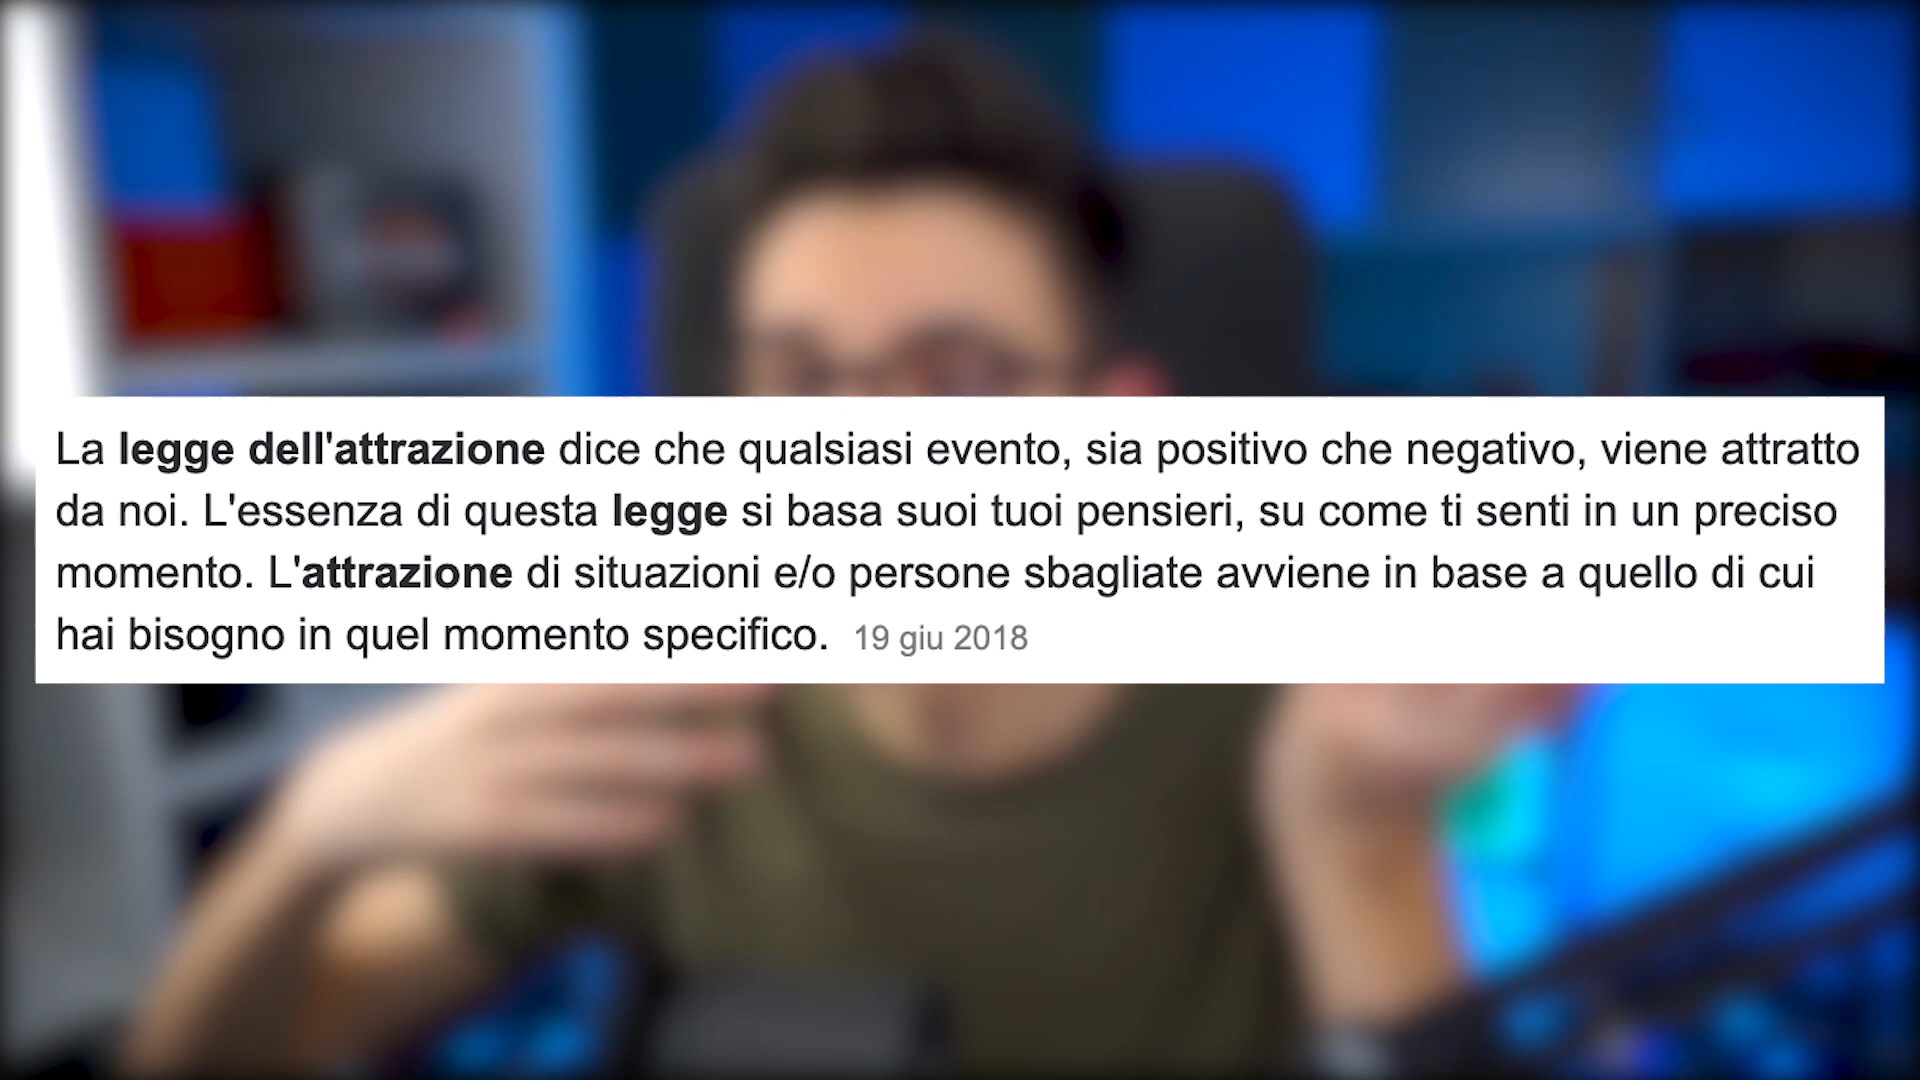 La legge dell'attrazione dice che qualsiasi evento, sia positivo che negativo, viene attratto
da noi. L'essenza di questa legge si basa suoi tuoi pensieri, su come ti senti in un preciso
momento. L'attrazione di situazioni e/o persone sbagliate avviene in base a quello di cui
hai bisogno in quel momento specifico. 19 giu 2018